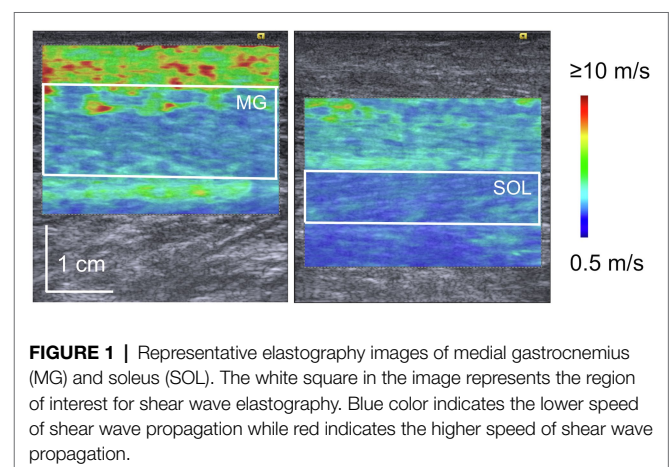 MG
SOL
1 cm
≥10 m/s
0.5 m/s
FIGURE 1 | Representative elastography images of medial gastrocnemius
(MG) and soleus (SOL). The white square in the image represents the region
of interest for shear wave elastography. Blue color indicates the lower speed
of shear wave propagation while red indicates the higher speed of shear wave
propagation.